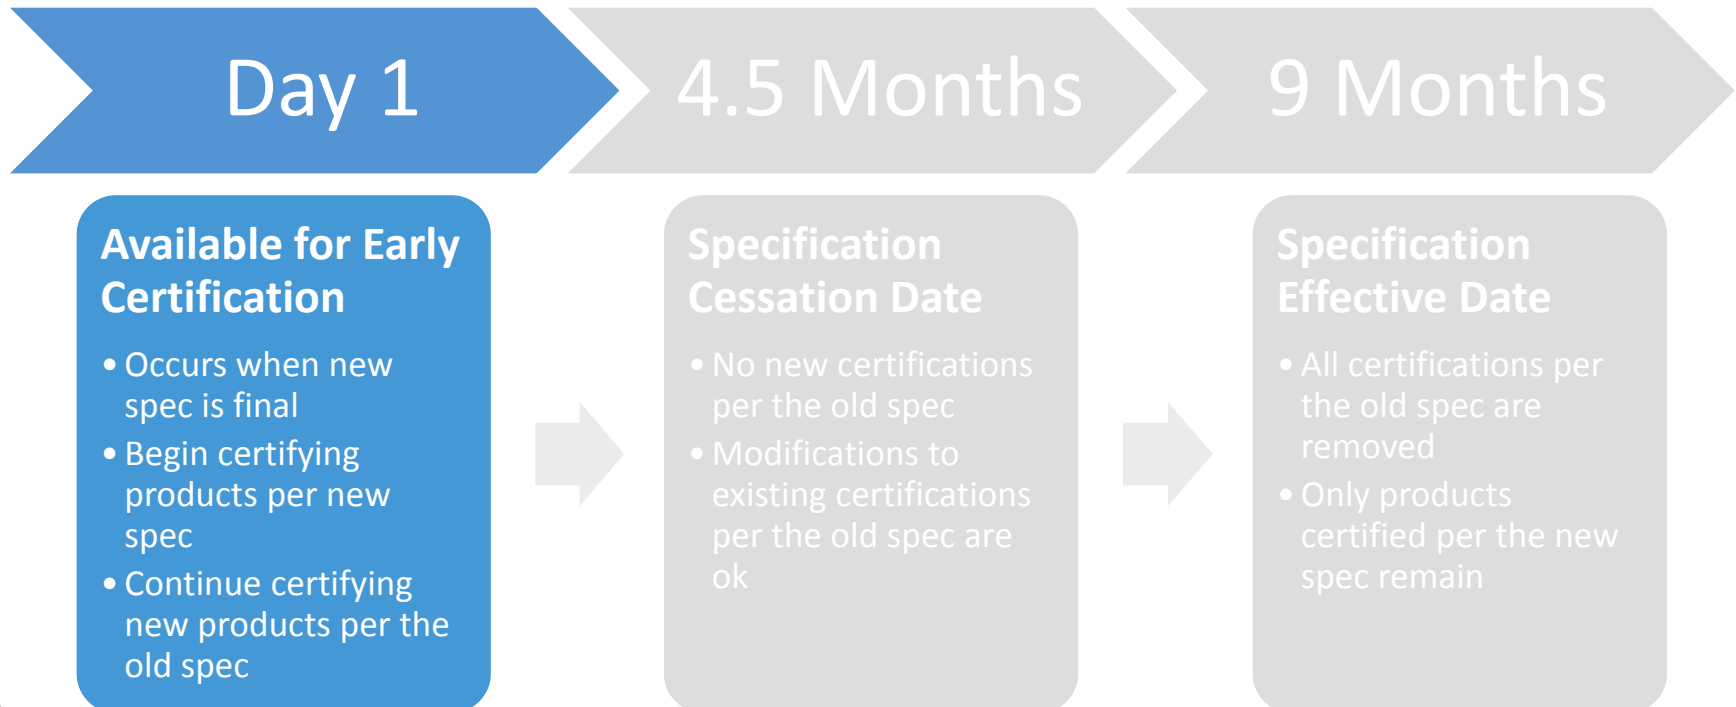 Day 1
4.5 Months
9 Months
Available for Early
Certification
• Occurs when new
spec is final
• Begin certifying
products per new
spec
• Continue certifying
new products per the
old spec
Specification
Cessation Date
• No new certifications
per the old spec
• Modifications to
existing certifications
per the old spec are
ok
Specification
Effective Date
• All certifications per
the old spec are
removed
• Only products
certified per the new
spec remain